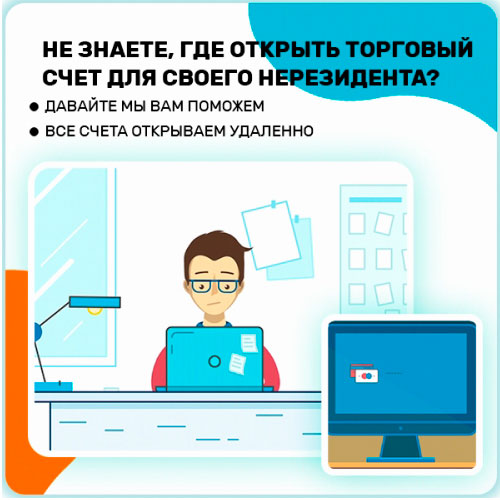 НЕ ЗНАЕТЕ, ГДЕ ОТКРЫТЬ ТОРГОВЫЙ
СЧЕТ ДЛЯ СВОЕГО НЕРЕЗИДЕНТА?
● ДАВАЙТЕ МЫ ВАМ ПОМОЖЕМ
● ВСЕ СЧЕТА ОТКРЫВАЕМ УДАЛЕННО